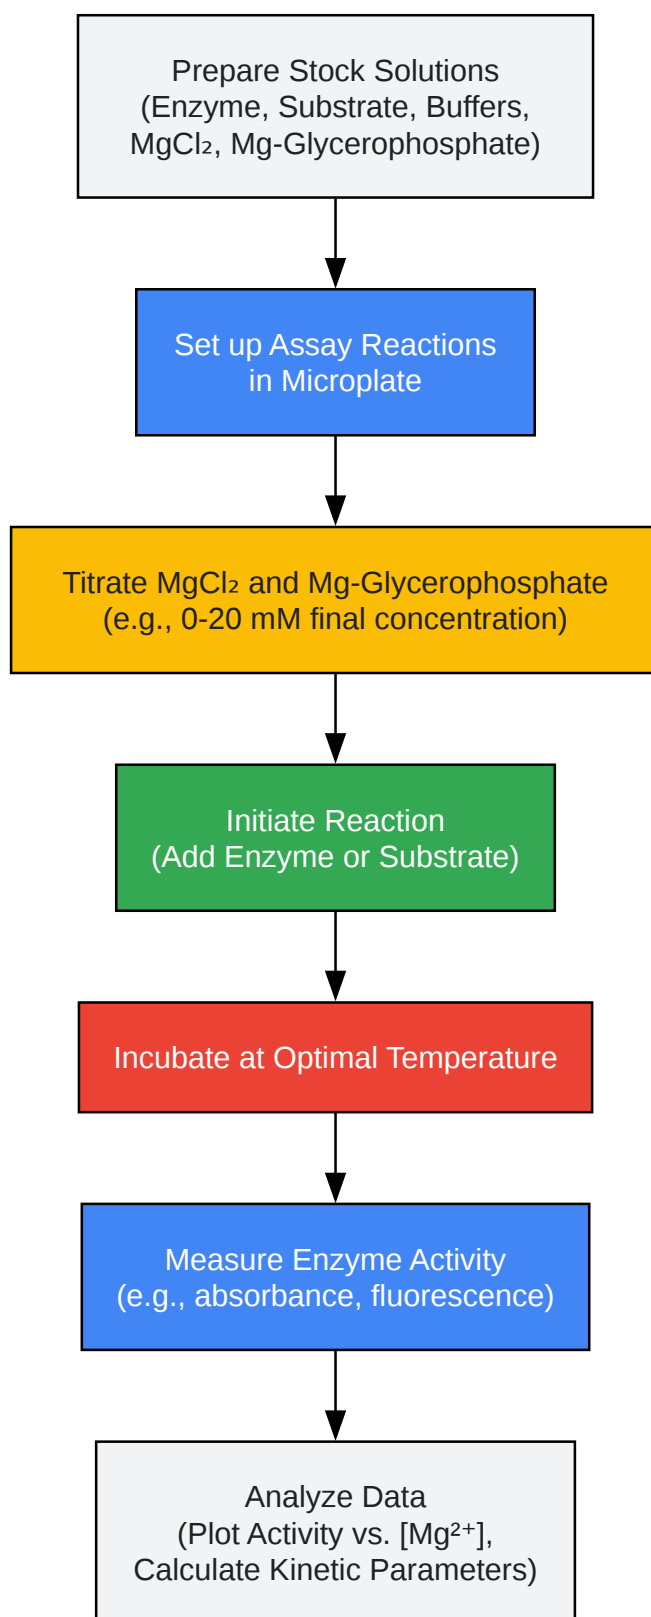 Prepare Stock Solutions
(Enzyme, Substrate, Buffers,
MgCl₂, Mg-Glycerophosphate)
Set up Assay Reactions
in Microplate
Titrate MgCl₂ and Mg-Glycerophosphate
(e.g., 0-20 mM final concentration)
Initiate Reaction
(Add Enzyme or Substrate)
Incubate at Optimal Temperature
Measure Enzyme Activity
(e.g., absorbance, fluorescence)
Analyze Data
(Plot Activity vs. [Mg²⁺],
Calculate Kinetic Parameters)